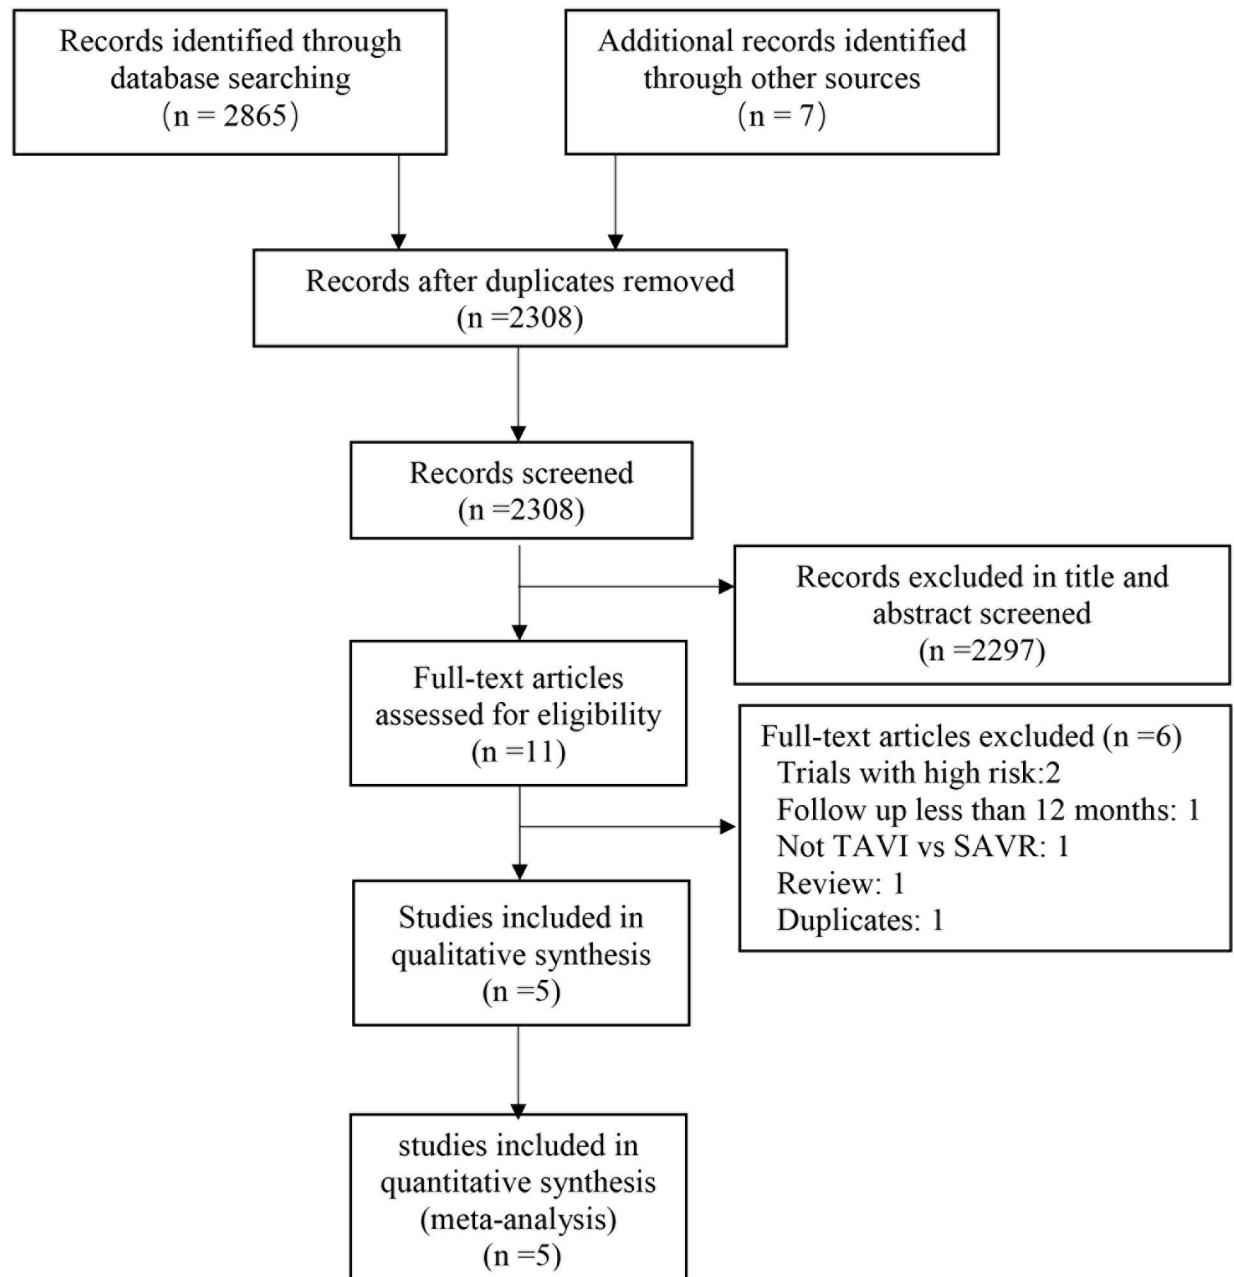 Records identified through
database searching
（n = 2865）
Additional records identified
through other sources
（n = 7）
Records after duplicates removed
(n =2308)
Records screened
(n =2308)
Records excluded in title and
abstract screened
(n =2297)
Full-text articles
assessed for eligibility
(n =11)
Full-text articles excluded (n =6)
Trials with high risk:2
Follow up less than 12 months: 1
Not TAVI vs SAVR: 1
Review: 1
Duplicates: 1
Studies included in
qualitative synthesis
(n =5)
studies included in
quantitative synthesis
(meta-analysis)
(n =5)